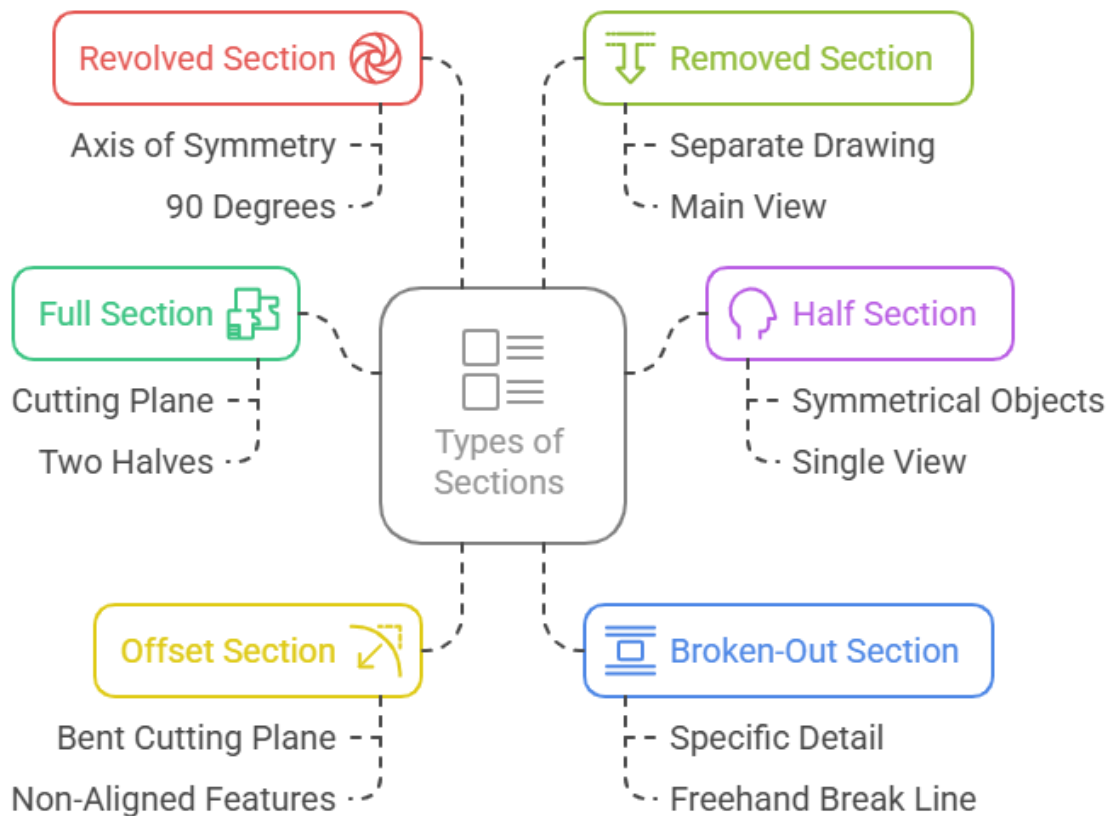 Revolved Section
Axis of Symmetry
90 Degrees
Removed Section
Separate Drawing
Main View
Full Section
Cutting Plane
Two Halves
Types of
Sections
Half Section
Symmetrical Objects
Single View
Offset Section
Bent Cutting Plane
Non-Aligned Features
Broken-Out Section
Specific Detail
Freehand Break Line